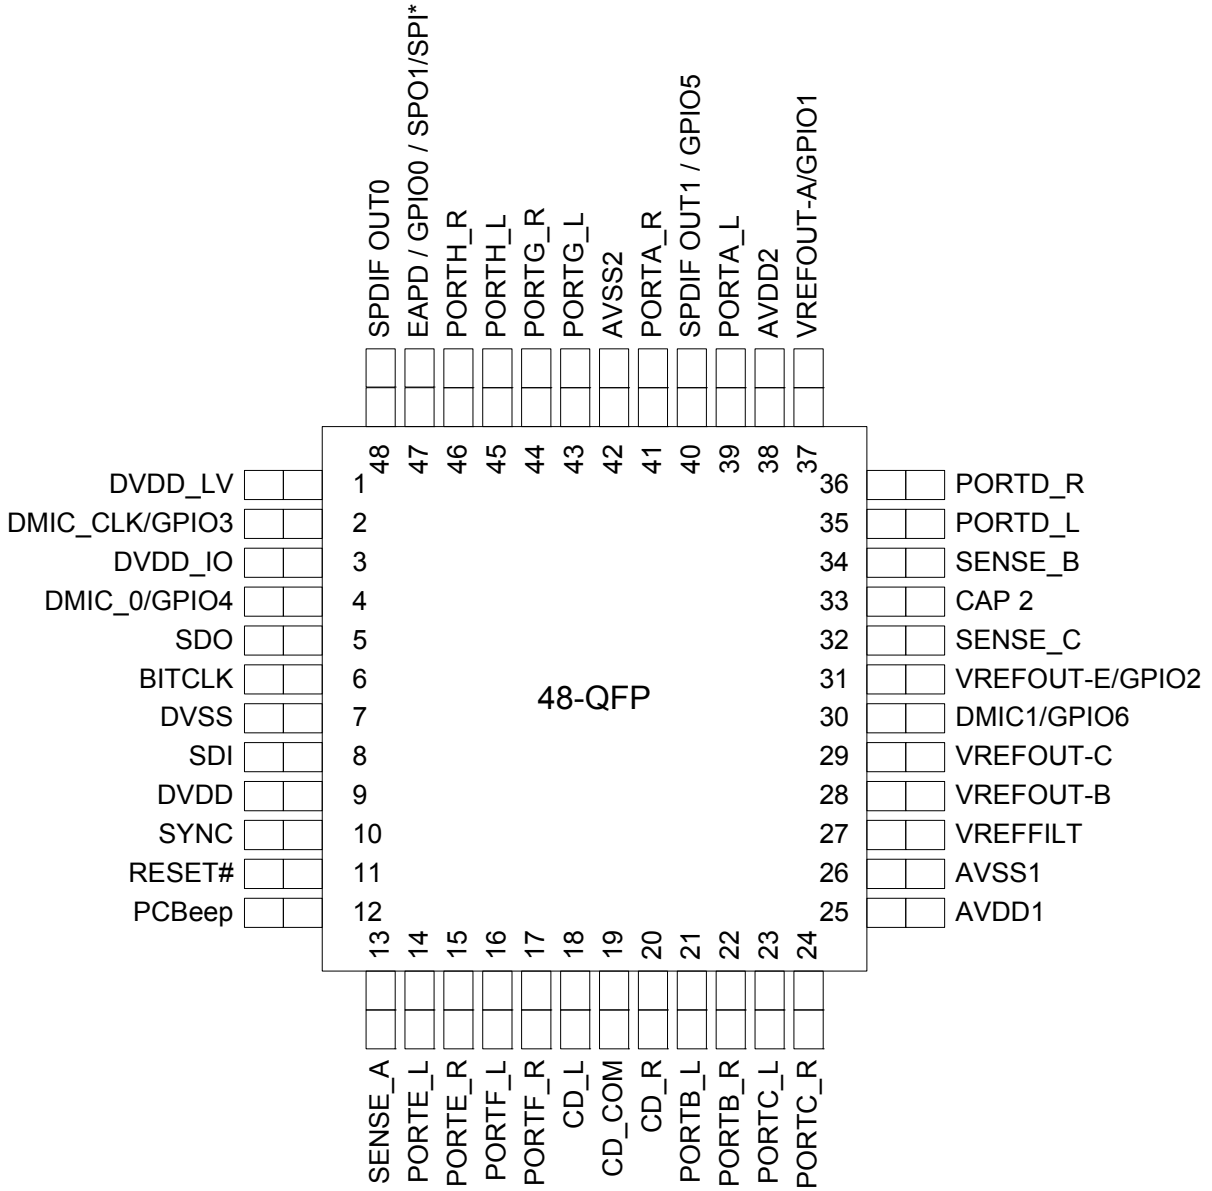 SPDIF OUT0
EAPD / GPIO0 / SPO1/SPI*
PORTH_R
PORTH_L
PORTG_R
PORTG_L
AVSS2
PORTA_R
SPDIF OUT1 / GPIO5
PORTA_L
AVDD2
VREFOUT-A/GPIO1
48
47
46
45
44
43
42
41
40
39
38
37
DVDD_LV 1
DMIC_CLK/GPIO3 2
DVDD_IO 3
DMIC_0/GPIO4 4
SDO 5
BITCLK 6
DVSS 7
SDI 8
DVDD 9
SYNC 10
RESET# 11
PCBeep 12
48-QFP
36 PORTD_R
35 PORTD_L
34 SENSE_B
33 CAP 2
32 SENSE_C
31 VREFOUT-E/GPIO2
30 DMIC1/GPIO6
29 VREFOUT-C
28 VREFOUT-B
27 VREFFILT
26 AVSS1
25 AVDD1
13
14
15
16
17
18
19
20
21
22
23
24
SENSE_A
PORTE_L
PORTE_R
PORTF_L
PORTF_R
CD_L
CD_COM
CD_R
PORTB_L
PORTB_R
PORTC_L
PORTC_R